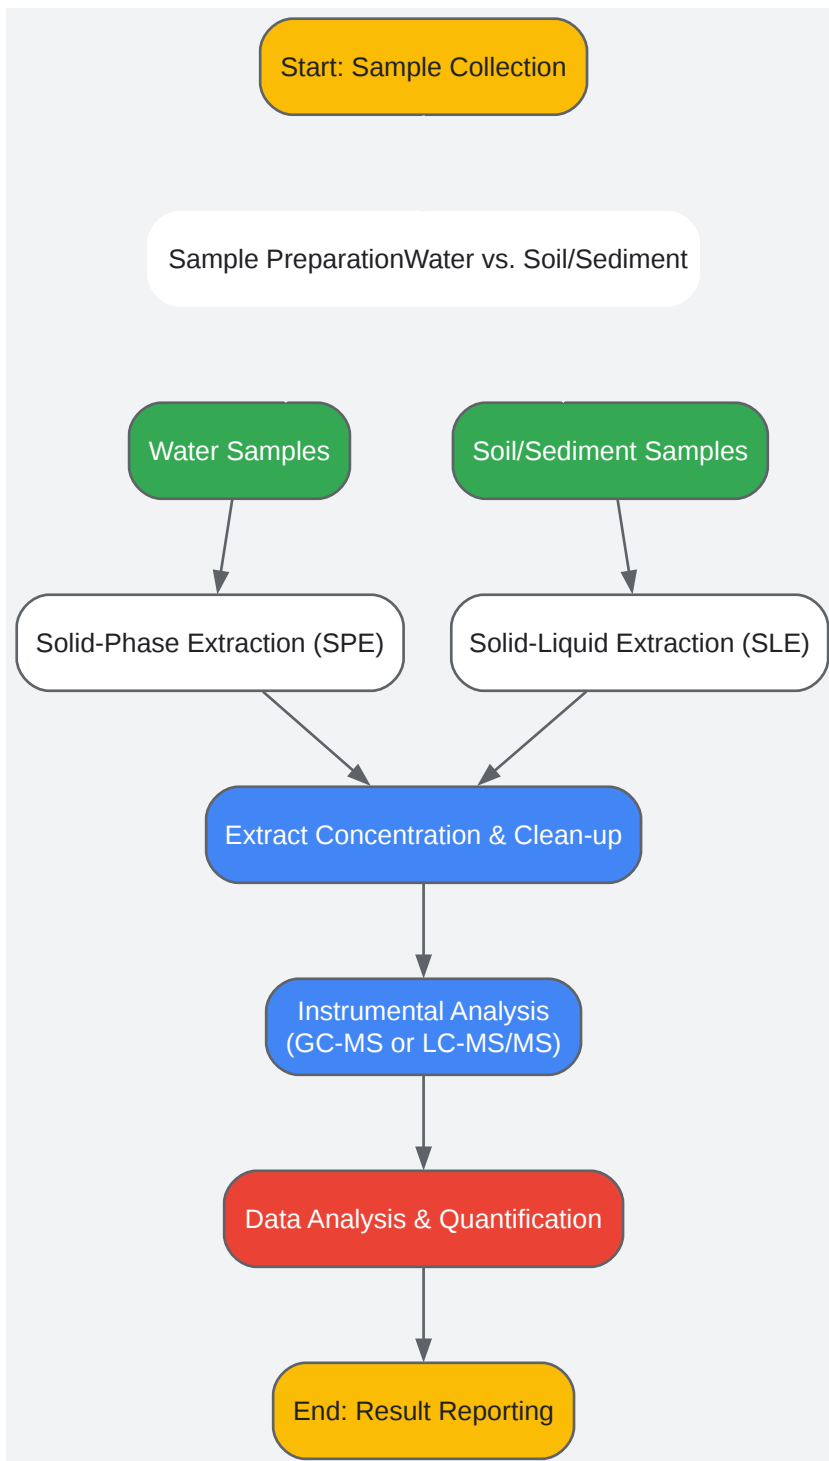 Start: Sample Collection
Sample PreparationWater vs. Soil/Sediment
Water Samples
Soil/Sediment Samples
Solid-Phase Extraction (SPE)
Solid-Liquid Extraction (SLE)
Extract Concentration & Clean-up
Instrumental Analysis
(GC-MS or LC-MS/MS)
Data Analysis & Quantification
End: Result Reporting